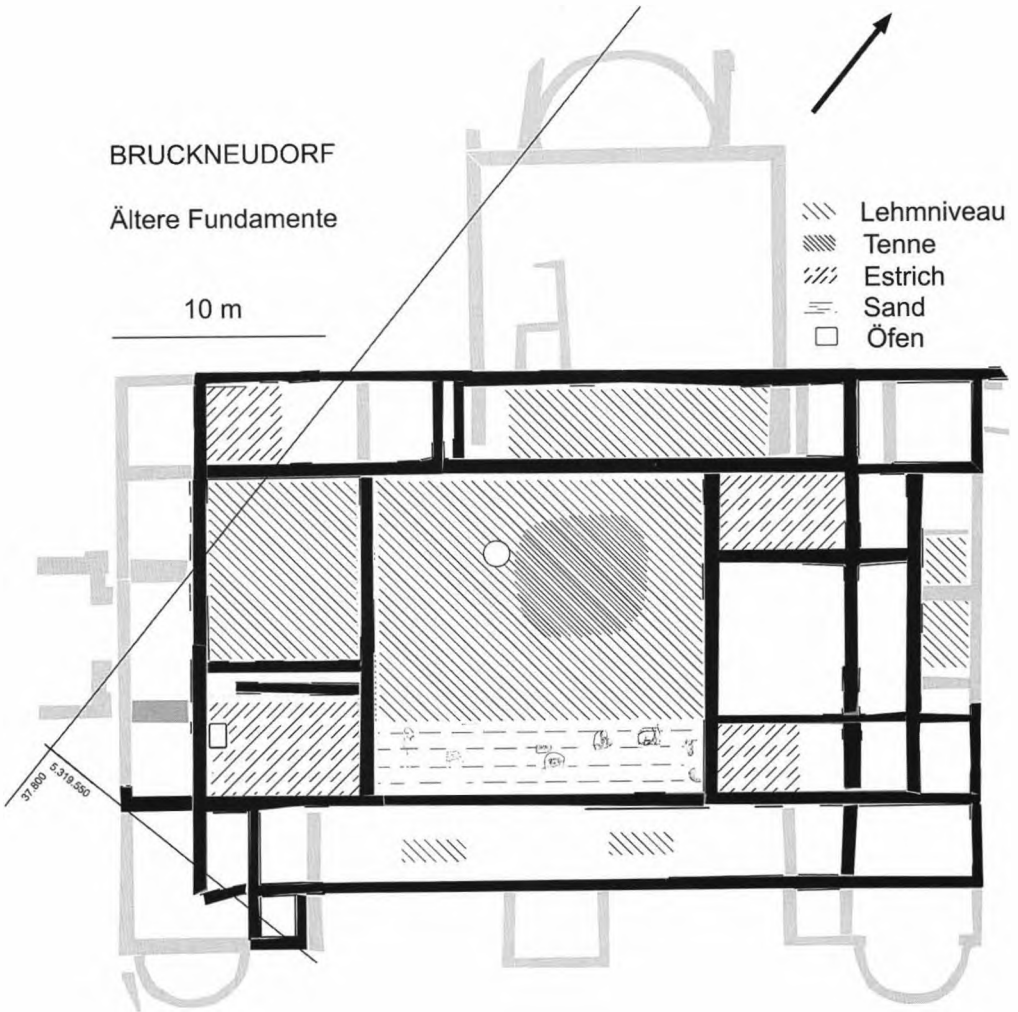 BRUCKNEUDORF
Ältere Fundamente
10 m
Lehmniveau
Tenne
Estrich
Sand
Öfen
37.800
5.319.550